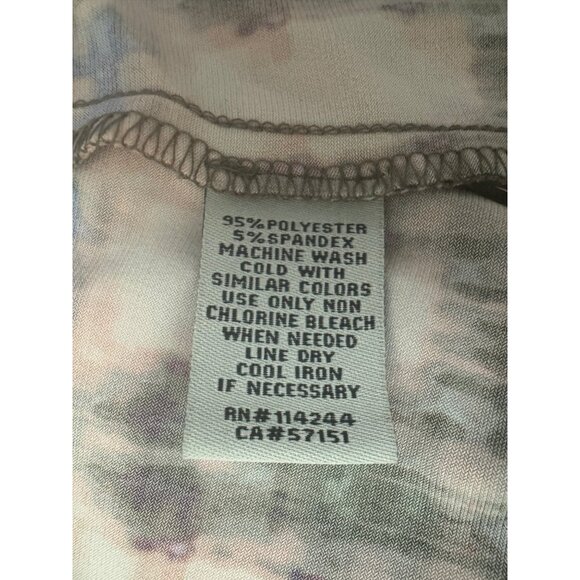 95%POLYESTER
5%SPANDEX
MACHINE WASH
COLD WITH
SIMILAR COLORS
USE ONLY NON
CHLORINE BLEACH
WHEN NEEDED
LINE DRY
COOL IRON
IF NECESSARY
RN#114244
CA#57151